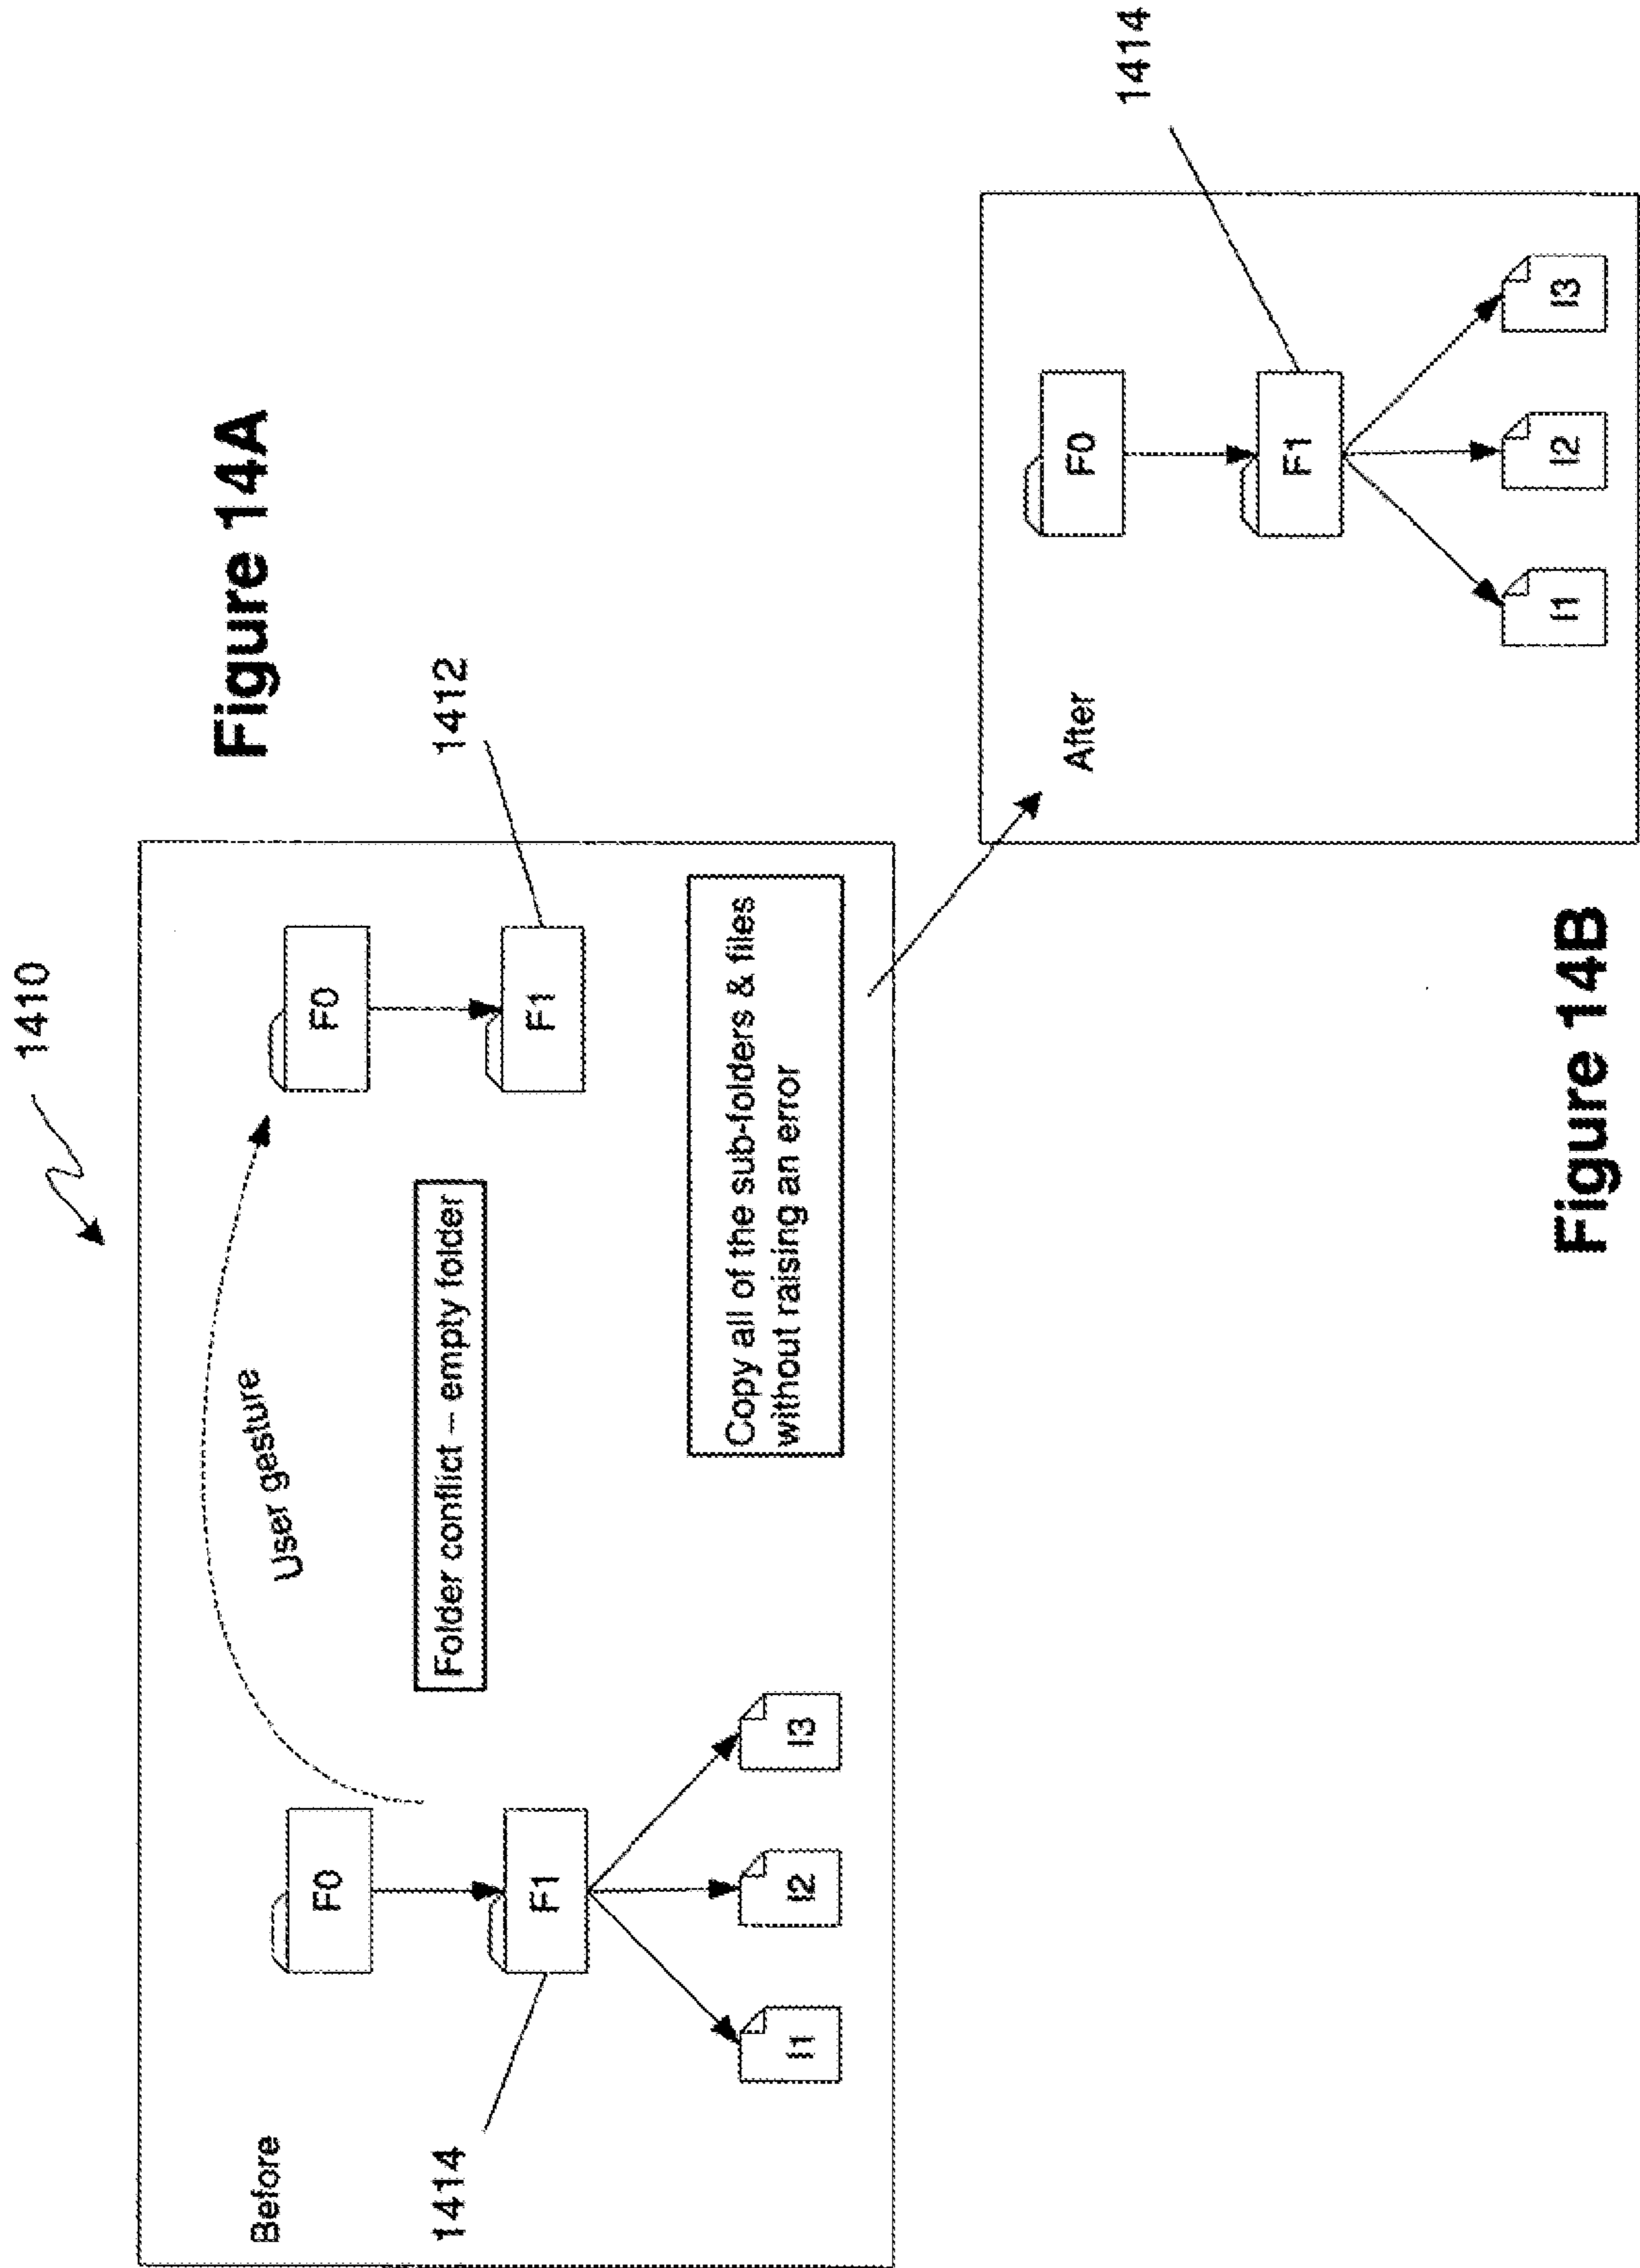 1410
Figure 14A
Before
User gesture
F0
F0
Folder conflict – empty folder
1414
1412
F1
F1
Copy all of the sub-folders & files
without raising an error
I1
I2
I3
After
F0
1414
F1
I1
I2
I3
Figure 14B